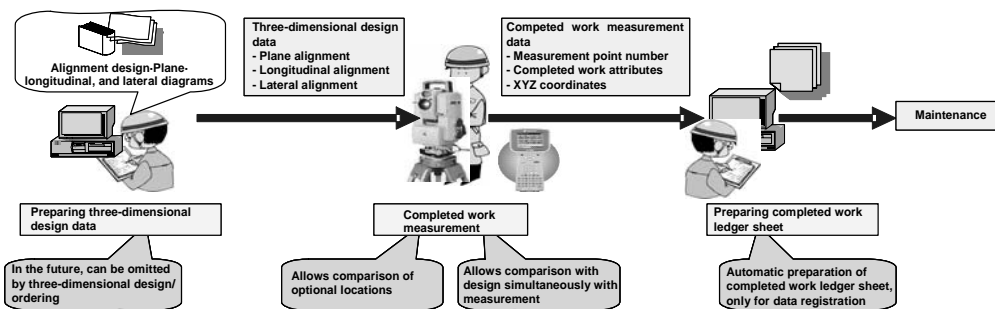 Alignment design-Plane-
longitudinal, and lateral diagrams
Three-dimensional design
data
- Plane alignment
- Longitudinal alignment
- Lateral alignment
Competed work measurement
data
- Measurement point number
- Completed work attributes
- XYZ coordinates
Maintenance
Preparing three-dimensional
design data
Completed work
measurement
Preparing completed work
ledger sheet
In the future, can be omitted
by three-dimensional design/
ordering
Allows comparison of
optional locations
Allows comparison with
design simultaneously with
measurement
Automatic preparation of
completed work ledger sheet,
only for data registration